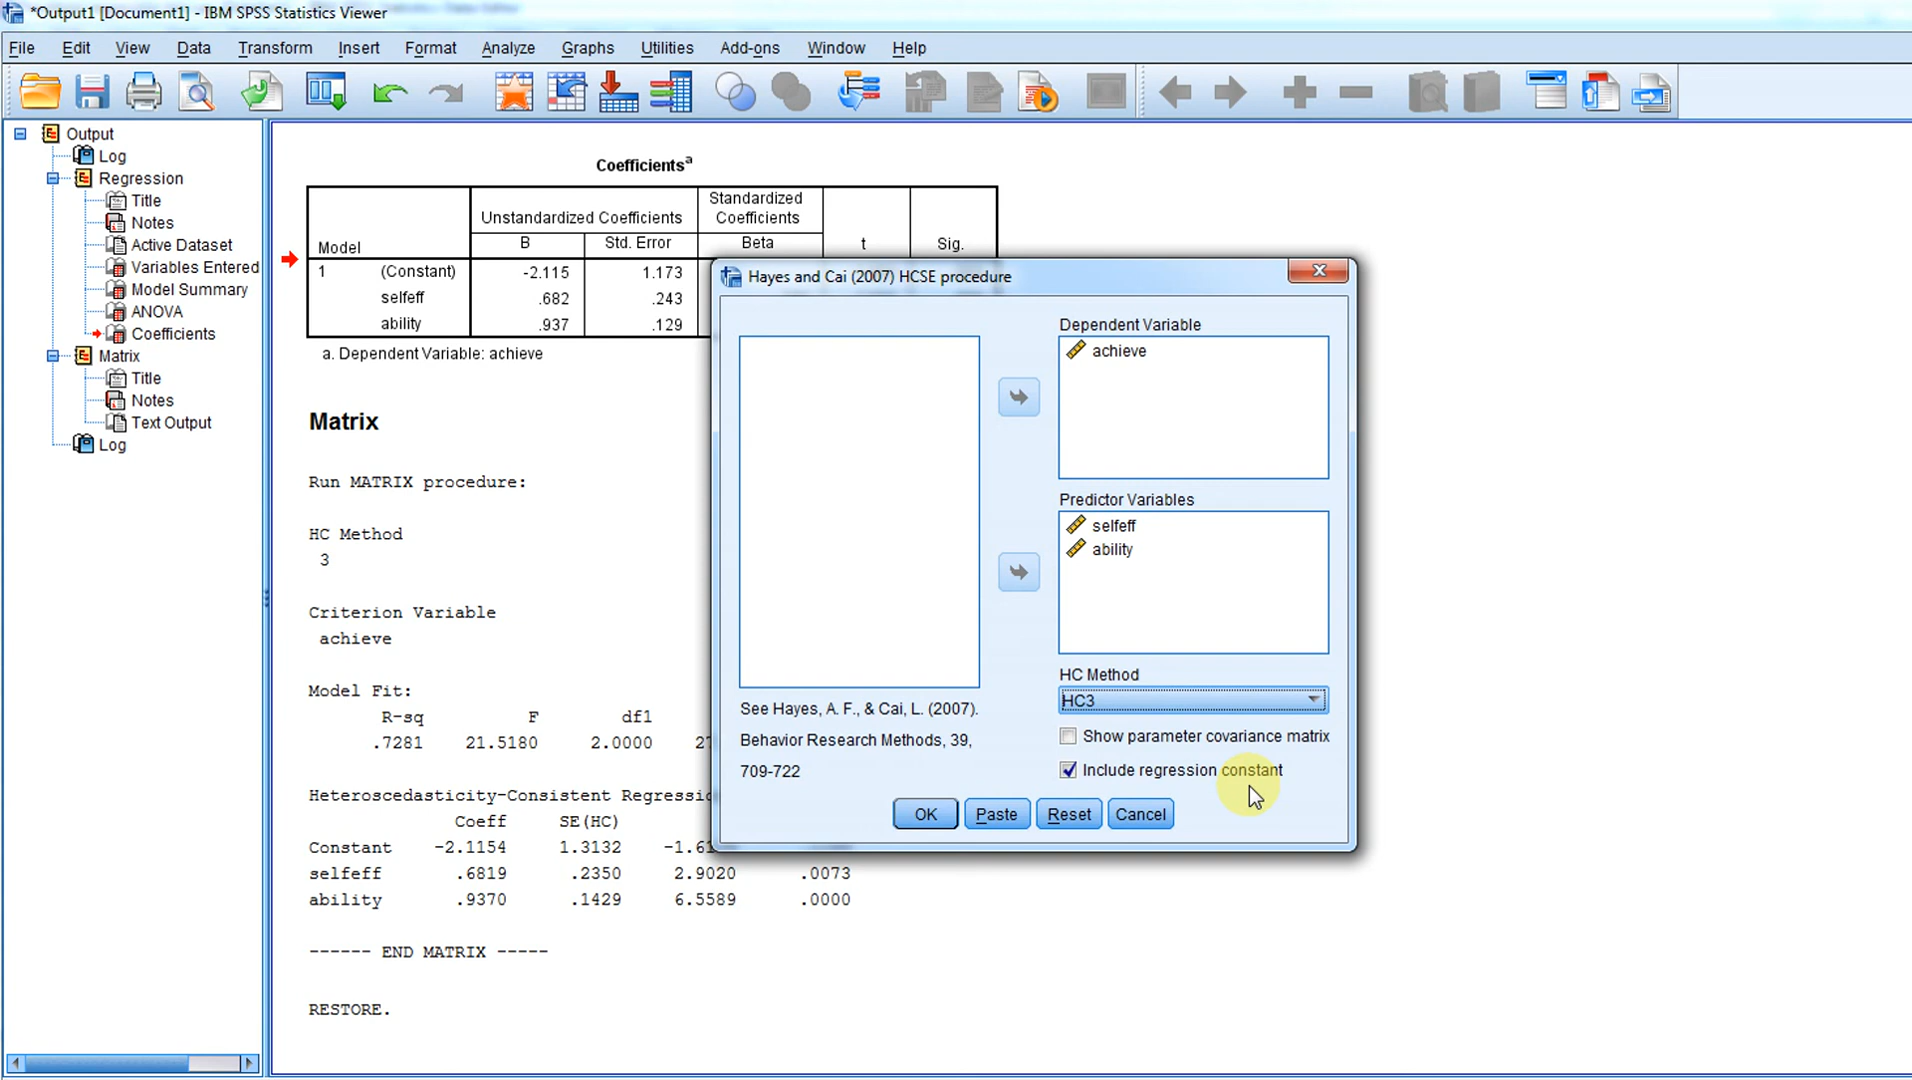 *Output1 [Document1] - IBM SPSS Statistics Viewer
File Edit View Data Transform Insert Format Analyze Graphs Utilities Add-ons Window Help
Output
Log
Regression
Title
Notes
Active Dataset
Variables Entered
Model Summary
ANOVA
Coefficients
Matrix
Title
Notes
Text Output
Log
Coefficientsa
Model Unstandardized Coefficients Standardized Coefficients t Sig.
B Std. Error Beta
1 (Constant) -2.115 1.173
selfeff .682 .243
ability .937 .129
a. Dependent Variable: achieve
Matrix
Run MATRIX procedure:
HC Method
3
Criterion Variable
achieve
Model Fit:
R-sq F df1
.7281 21.5180 2.0000
Heteroscedasticity-Consistent
Coeff SE(HC)
Constant -2.1154 1.3132
selfeff .6819 .2350 2.9020 .0073
ability .9370 .1429 6.5589 .0000
------ END MATRIX -----
RESTORE.
Hayes and Cai (2007) HCSE procedure
Dependent Variable
achieve
Predictor Variables
selfeff
ability
HC Method
HC3
Show parameter covariance matrix
Include regression constant
See Hayes, A. F., & Cai, L. (2007).
Behavior Research Methods, 39,
709-722
OK Paste Reset Cancel